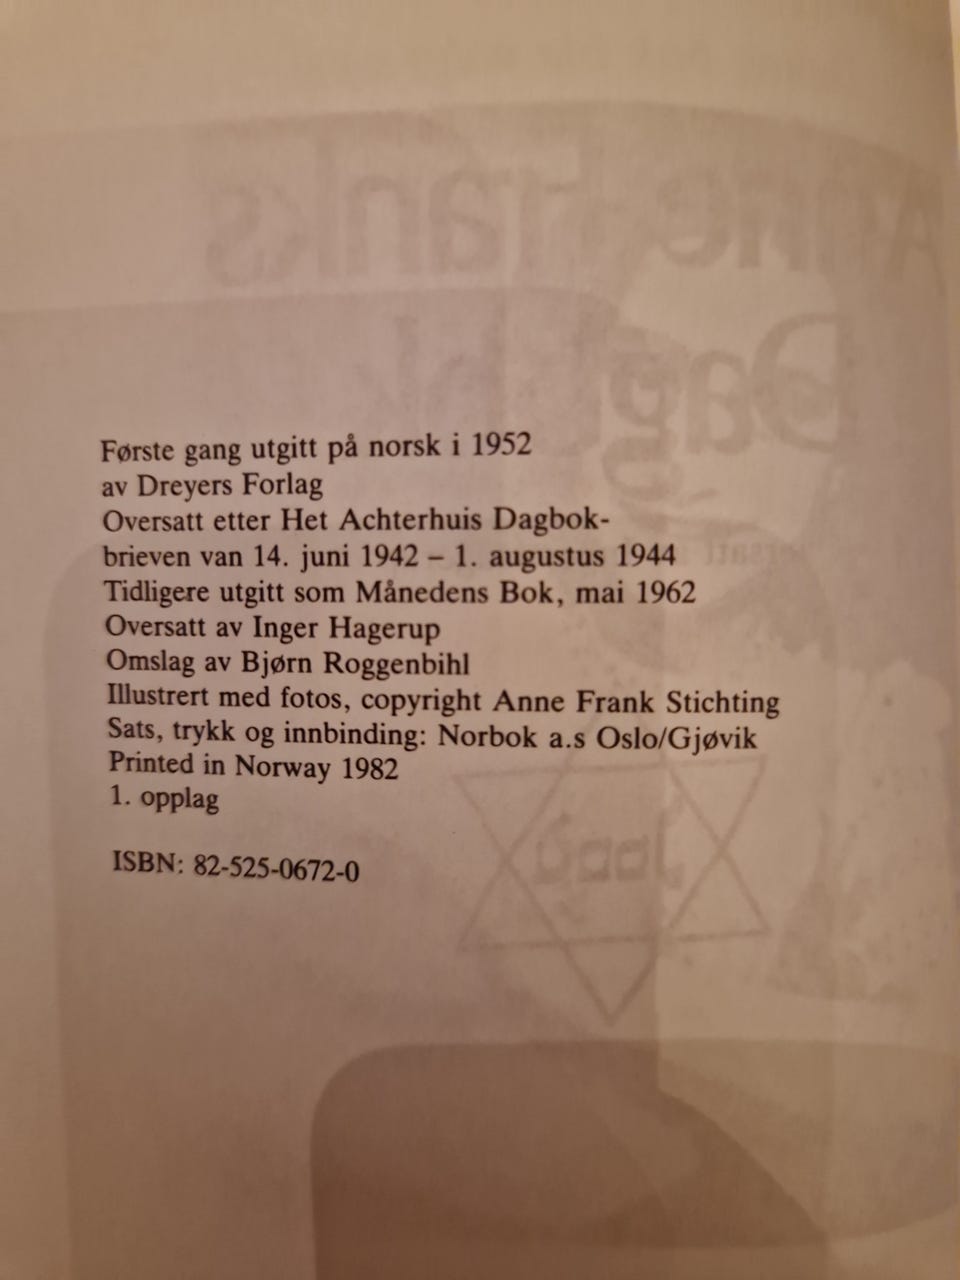 Første gang utgitt på norsk i 1952
av Dreyers Forlag
Oversatt etter Het Achterhuis Dagbok-
brieven van 14. juni 1942 – 1. augustus 1944
Tidligere utgitt som Månedens Bok, mai 1962
Oversatt av Inger Hagerup
Omslag av Bjørn Roggenbihl
Illustrert med fotos, copyright Anne Frank Stichting
Sats, trykk og innbinding: Norbok a.s Oslo/Gjøvik
Printed in Norway 1982
1. opplag
ISBN: 82-525-0672-0